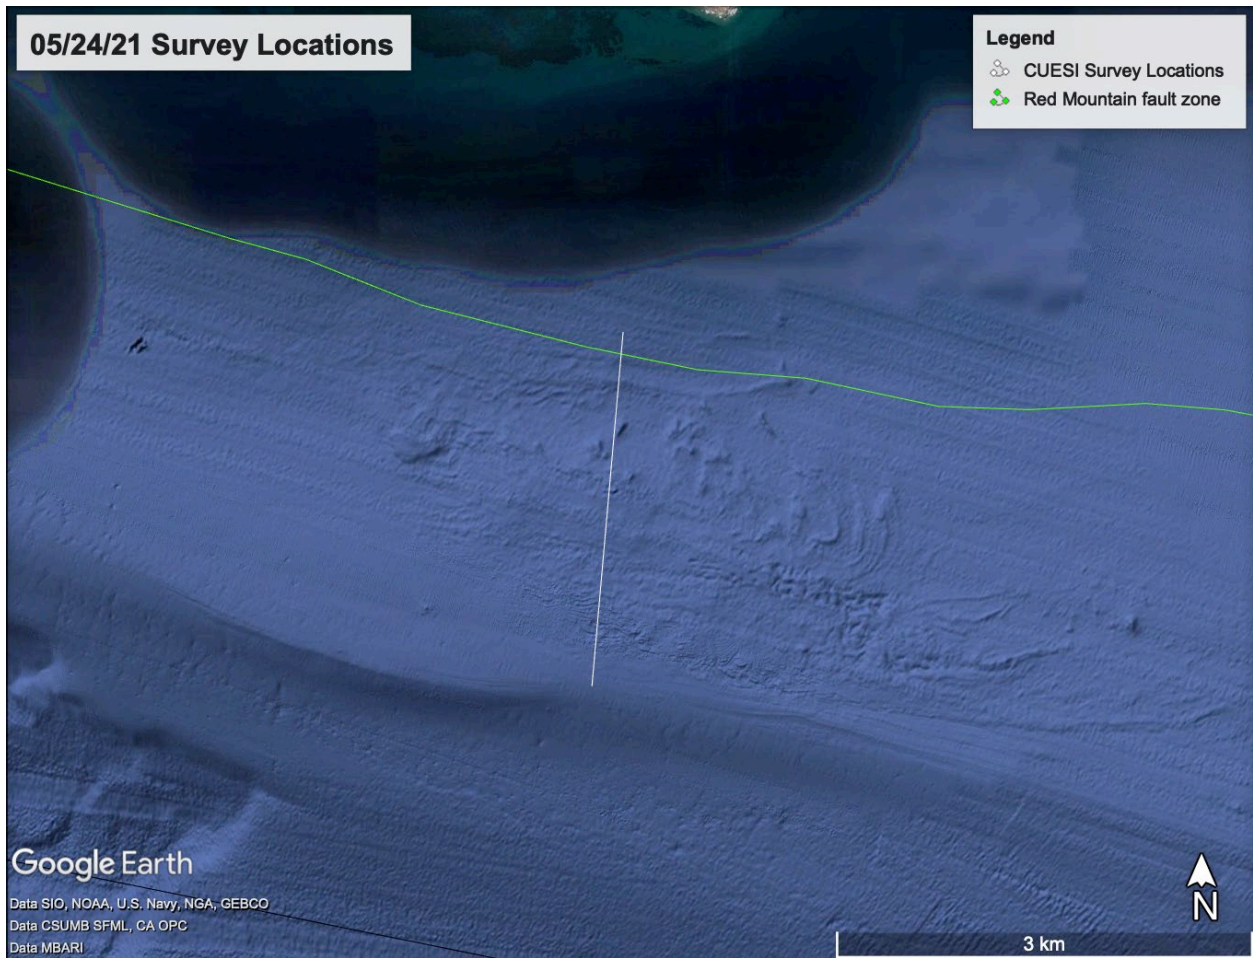 05/24/21 Survey Locations
Legend
CUESI Survey Locations
Red Mountain fault zone
Google Earth
Data SIO, NOAA, U.S. Navy, NGA, GEBCO
Data CSUMB SFML, CA OPC
Data MBARI
N
3 km